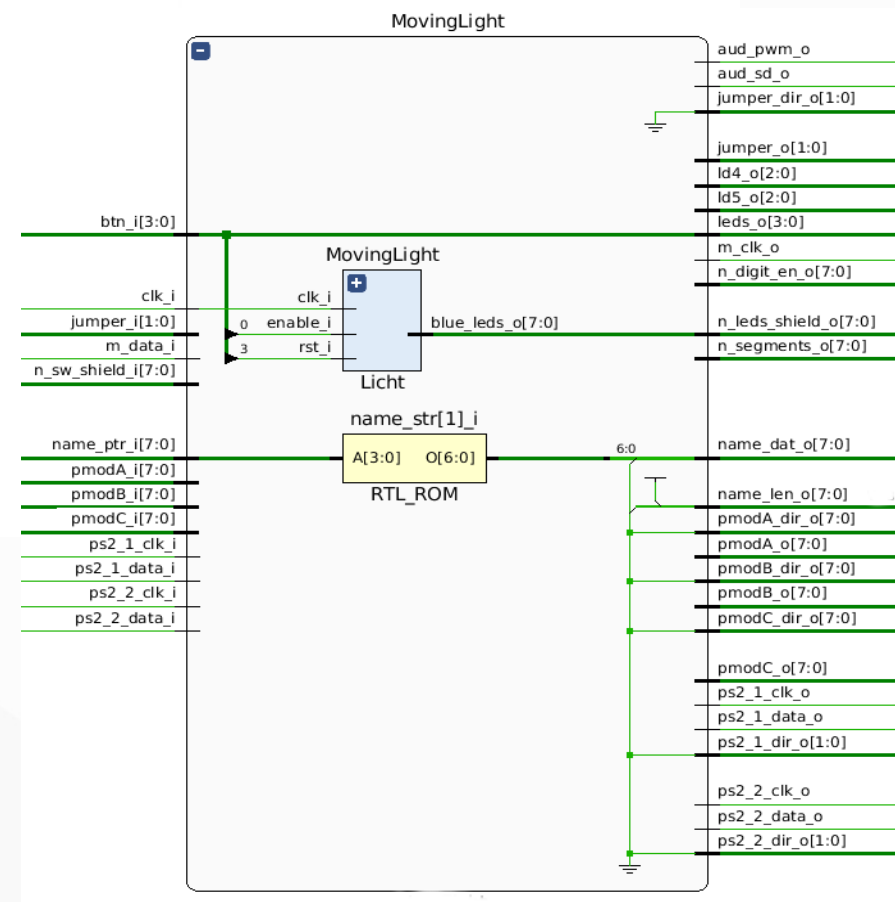 MovingLight
aud_pwm_o
aud_sd_o
jumper_dir_o[1:0]
jumper_o[1:0]
ld4_o[2:0]
ld5_o[2:0]
btn_i[3:0]
leds_o[3:0]
m_clk_o
MovingLight
n_digit_en_o[7:0]
clk_i
clk_i
jumper_i[1:0]
0
enable_i
blue_leds_o[7:0]
n_leds_shield_o[7:0]
m_data_i
3
rst_i
n_segments_o[7:0]
n_sw_shield_i[7:0]
Licht
name_str[1]_i
name_ptr_i[7:0]
A[3:0]
O[6:0]
6:0
name_dat_o[7:0]
pmodA_i[7:0]
RTL_ROM
pmodB_i[7:0]
name_len_o[7:0]
pmodC_i[7:0]
pmodA_dir_o[7:0]
ps2_1_clk_i
pmodA_o[7:0]
ps2_1_data_i
pmodB_dir_o[7:0]
ps2_2_clk_i
pmodB_o[7:0]
ps2_2_data_i
pmodC_dir_o[7:0]
pmodC_o[7:0]
ps2_1_clk_o
ps2_1_data_o
ps2_1_dir_o[1:0]
ps2_2_clk_o
ps2_2_data_o
ps2_2_dir_o[1:0]